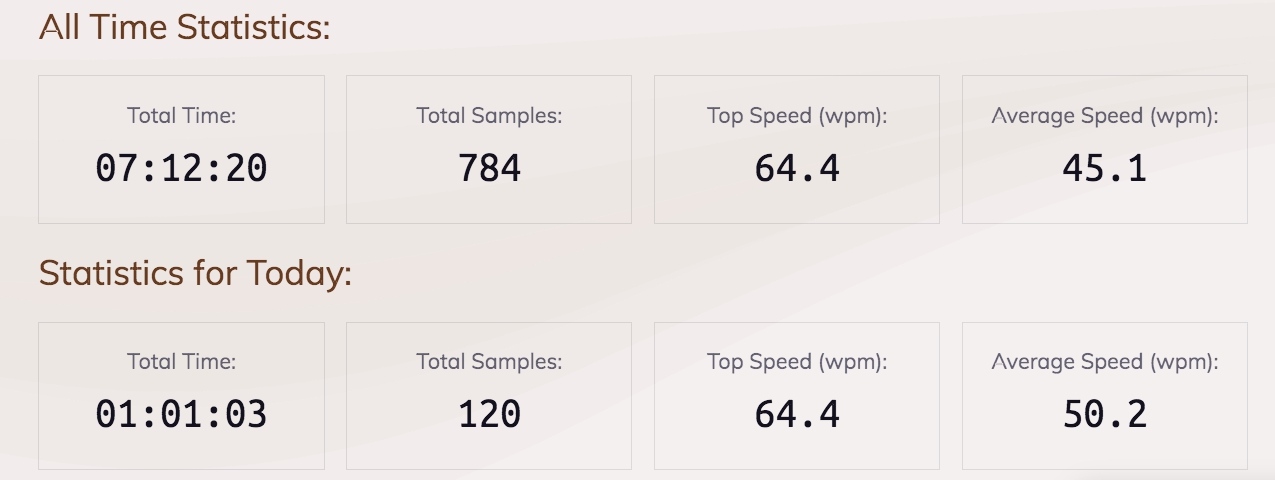 All Time Statistics:
Total Time: Total Samples: Top Speed (wpm): Average Speed (wpm):
07:12:20 784 64.4 45.1
Statistics for Today:
Total Time: Total Samples: Top Speed (wpm): Average Speed (wpm):
01:01:03 120 64.4 50.2